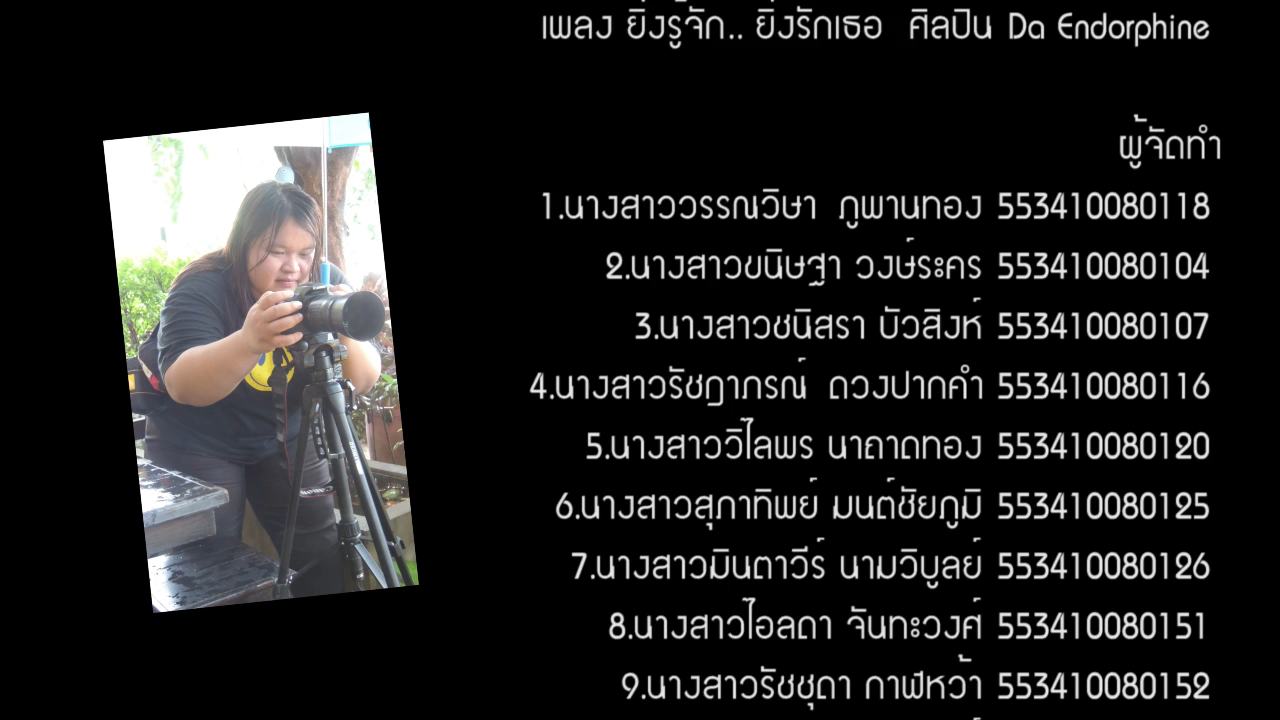 เพลง ยิ่งรู้จัก.. ยิ่งรักเธอ ศิลปิน Da Endorphine
ผู้จัดทำ
1.นางสาววรรณวิษา ภูพานทอง 553410080118
2.นางสาวขนิษฐา วงษ์ระคร 553410080104
3.นางสาวชนิสรา บัวสิงห์ 553410080107
4.นางสาวรัชฎาภรณ์ ดวงปากคำ 553410080116
5.นางสาววิไลพร นาถาดทอง 553410080120
6.นางสาวสุภาทิพย์ มนต์ชัยภูมิ 553410080125
7.นางสาวมินตาวีร์ นามวิบูลย์ 553410080126
8.นางสาวไอลดา จันทะวงศ์ 553410080151
9.นางสาวรัชชุดา กาฬหว้า 553410080152